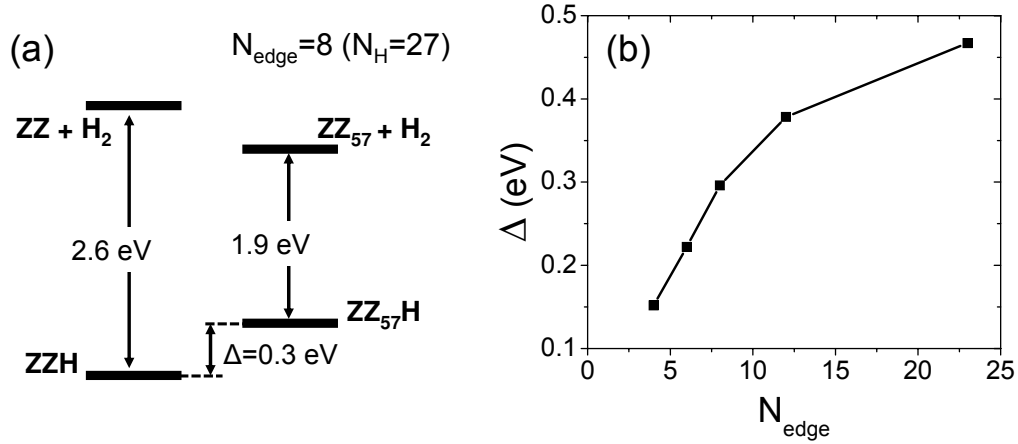 (a)
N_edge=8 (N_H=27)
ZZ + H₂
ZZ₅₇ + H₂
2.6 eV
1.9 eV
ZZ₅₇H
ZZH
Δ=0.3 eV
(b)
0.5
0.4
0.3
0.2
0.1
Δ (eV)
0 5 10 15 20 25
N_edge